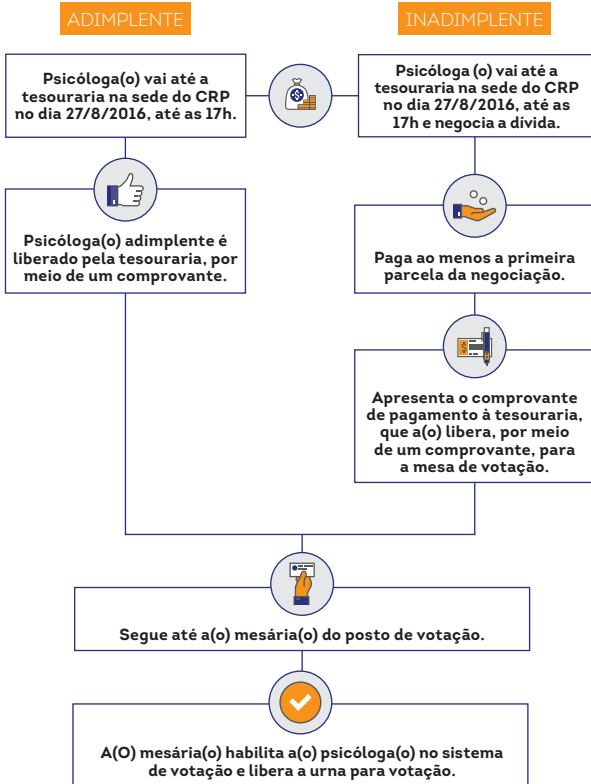 ADIMPLENTE
Psicóloga(o) vai até a
tesouraria na sede do CRP
no dia 27/8/2016, até as 17h.
Psicóloga(o) adimplente é
liberado pela tesouraria, por
meio de um comprovante.
INADIMPLENTE
Psicóloga (o) vai até a
tesouraria na sede do CRP
no dia 27/8/2016, até as
17h e negocia a dívida.
Paga ao menos a primeira
parcela da negociação.
Apresenta o comprovante
de pagamento à tesouraria,
que a(o) libera, por meio
de um comprovante, para
a mesa de votação.
Segue até a(o) mesária(o) do posto de votação.
A(O) mesária(o) habilita a(o) psicóloga(o) no sistema
de votação e libera a urna para votação.